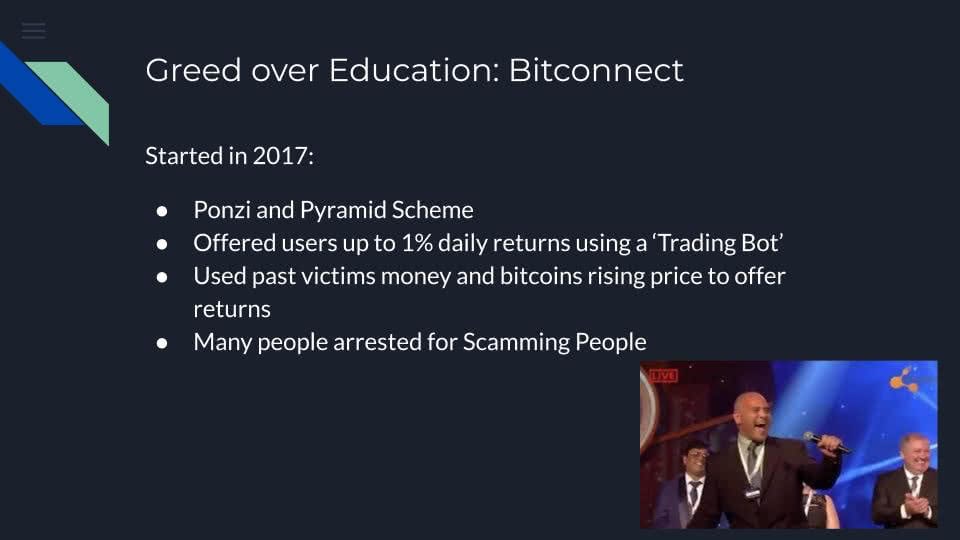 Greed over Education: Bitconnect
Started in 2017:
● Ponzi and Pyramid Scheme
● Offered users up to 1% daily returns using a ‘Trading Bot’
● Used past victims money and bitcoins rising price to offer
returns
● Many people arrested for Scamming People
LIVE